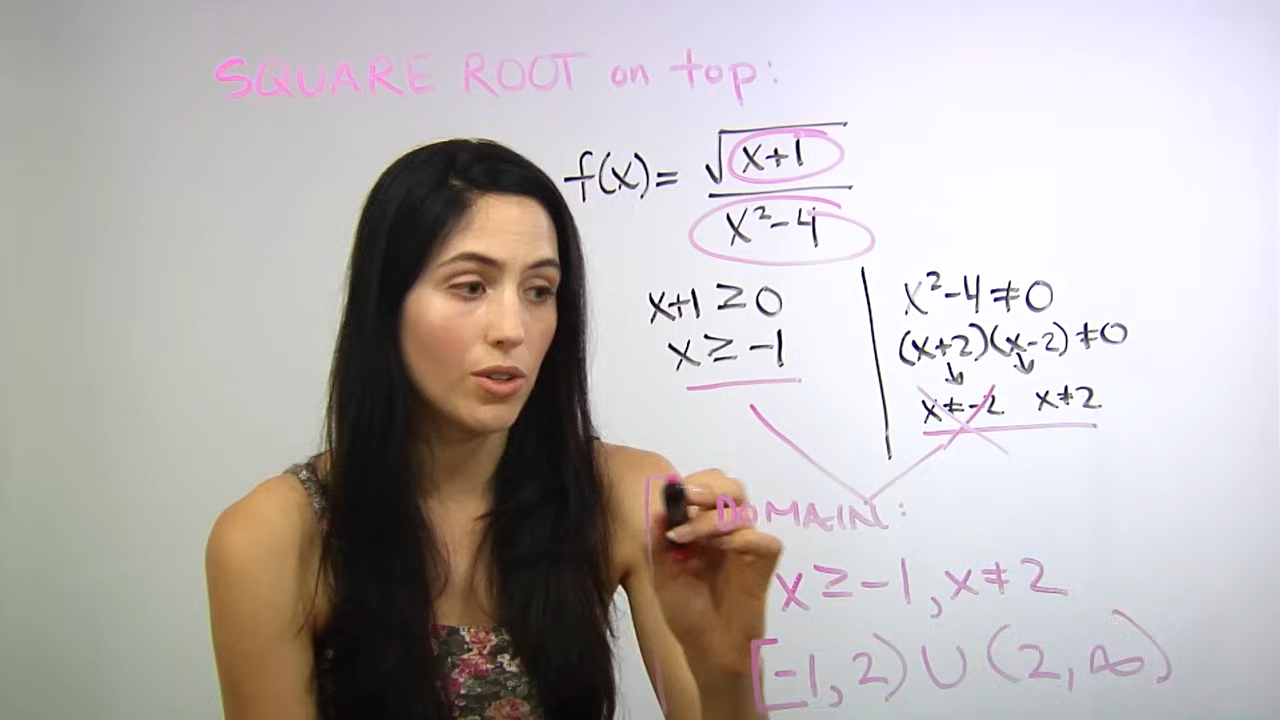 SQUARE ROOT on top:
f(x)= √x+1
x²-4
x+1 ≥ 0
x ≥ -1
x²-4≠0
(x+2)(x-2)≠0
x≠-2 x≠2
DOMAIN:
x ≥ -1, x≠2
[-1, 2) ∪ (2, ∞)